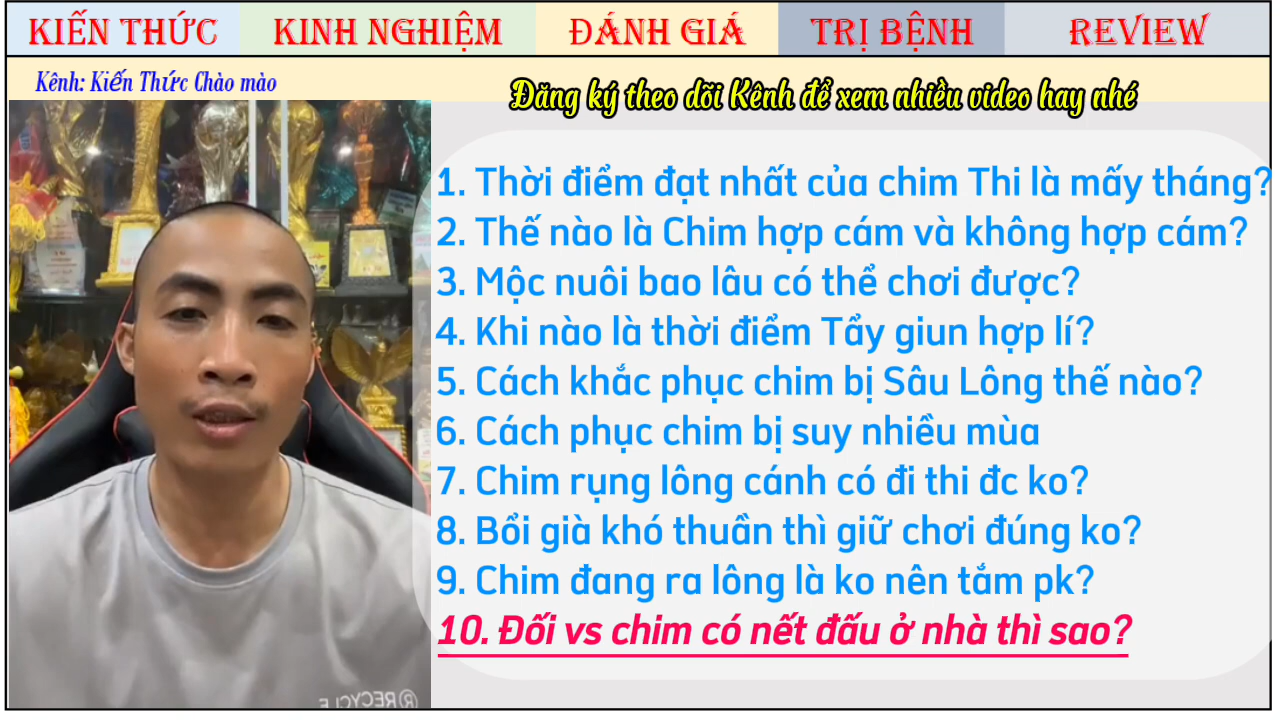 KIẾN THỨC
KINH NGHIỆM
ĐÁNH GIÁ
TRỊ BỆNH
REVIEW
Kênh: Kiến Thức Chào mào
Đăng ký theo dõi Kênh để xem nhiều video hay nhé
1. Thời điểm đạt nhất của chim Thi là mấy tháng?
2. Thế nào là Chim hợp cám và không hợp cám?
3. Mộc nuôi bao lâu có thể chơi được?
4. Khi nào là thời điểm Tẩy giun hợp lí?
5. Cách khắc phục chim bị Sâu Lông thế nào?
6. Cách phục chim bị suy nhiều mùa
7. Chim rụng lông cánh có đi thi đc ko?
8. Bổi già khó thuần thì giữ chơi đúng ko?
9. Chim đang ra lông là ko nên tắm pk?
10. Đối vs chim có nết đấu ở nhà thì sao?
®RECYCLE